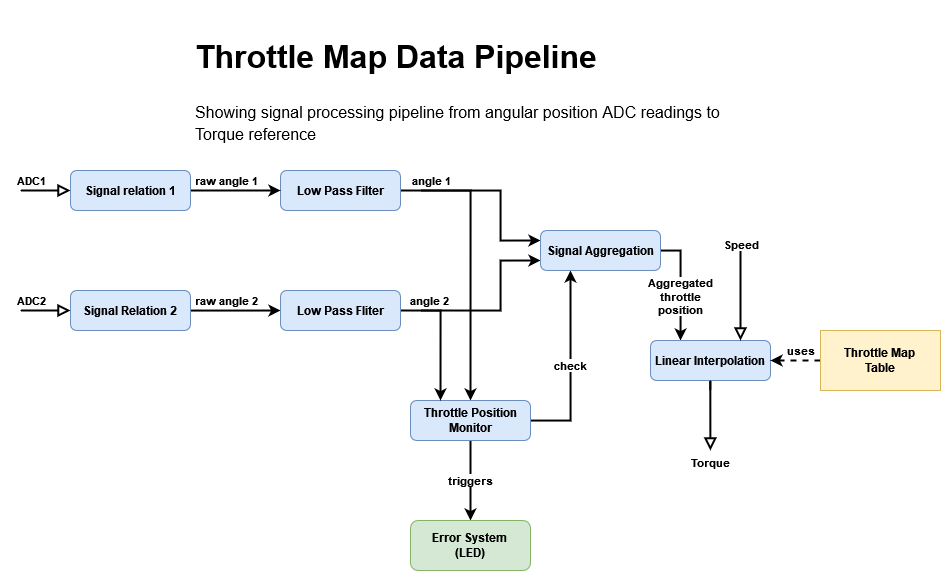 Throttle Map Data Pipeline
Showing signal processing pipeline from angular position ADC readings to
Torque reference
ADC1
Signal relation 1
raw angle 1
Low Pass Filter
angle 1
Signal Aggregation
Speed
Aggregated
throttle
position
ADC2
Signal Relation 2
raw angle 2
Low Pass FlIter
angle 2
check
Linear Interpolation
uses
Throttle Map
Table
Throttle Position
Monitor
Torque
triggers
Error System
(LED)